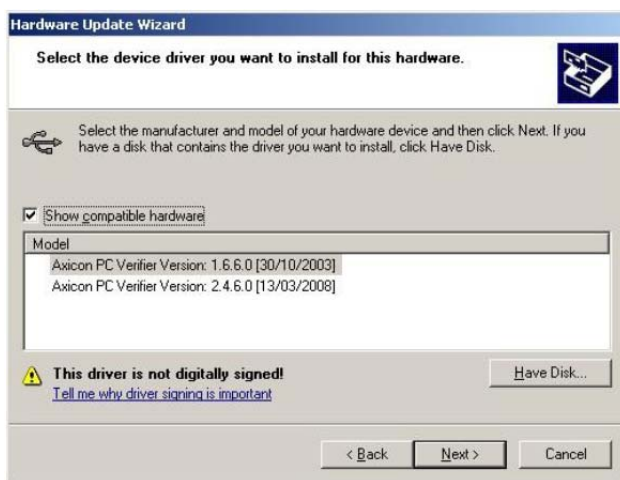 Hardware Update Wizard
Select the device driver you want to install for this hardware.
Select the manufacturer and model of your hardware device and then click Next. If you
have a disk that contains the driver you want to install, click Have Disk.
Show compatible hardware
Model
Axicon PC Verifier Version: 1.6.6.0 [30/10/2003]
Axicon PC Verifier Version: 2.4.6.0 [13/03/2008]
This driver is not digitally signed!
Have Disk...
Tell me why driver signing is important
< Back
Next >
Cancel